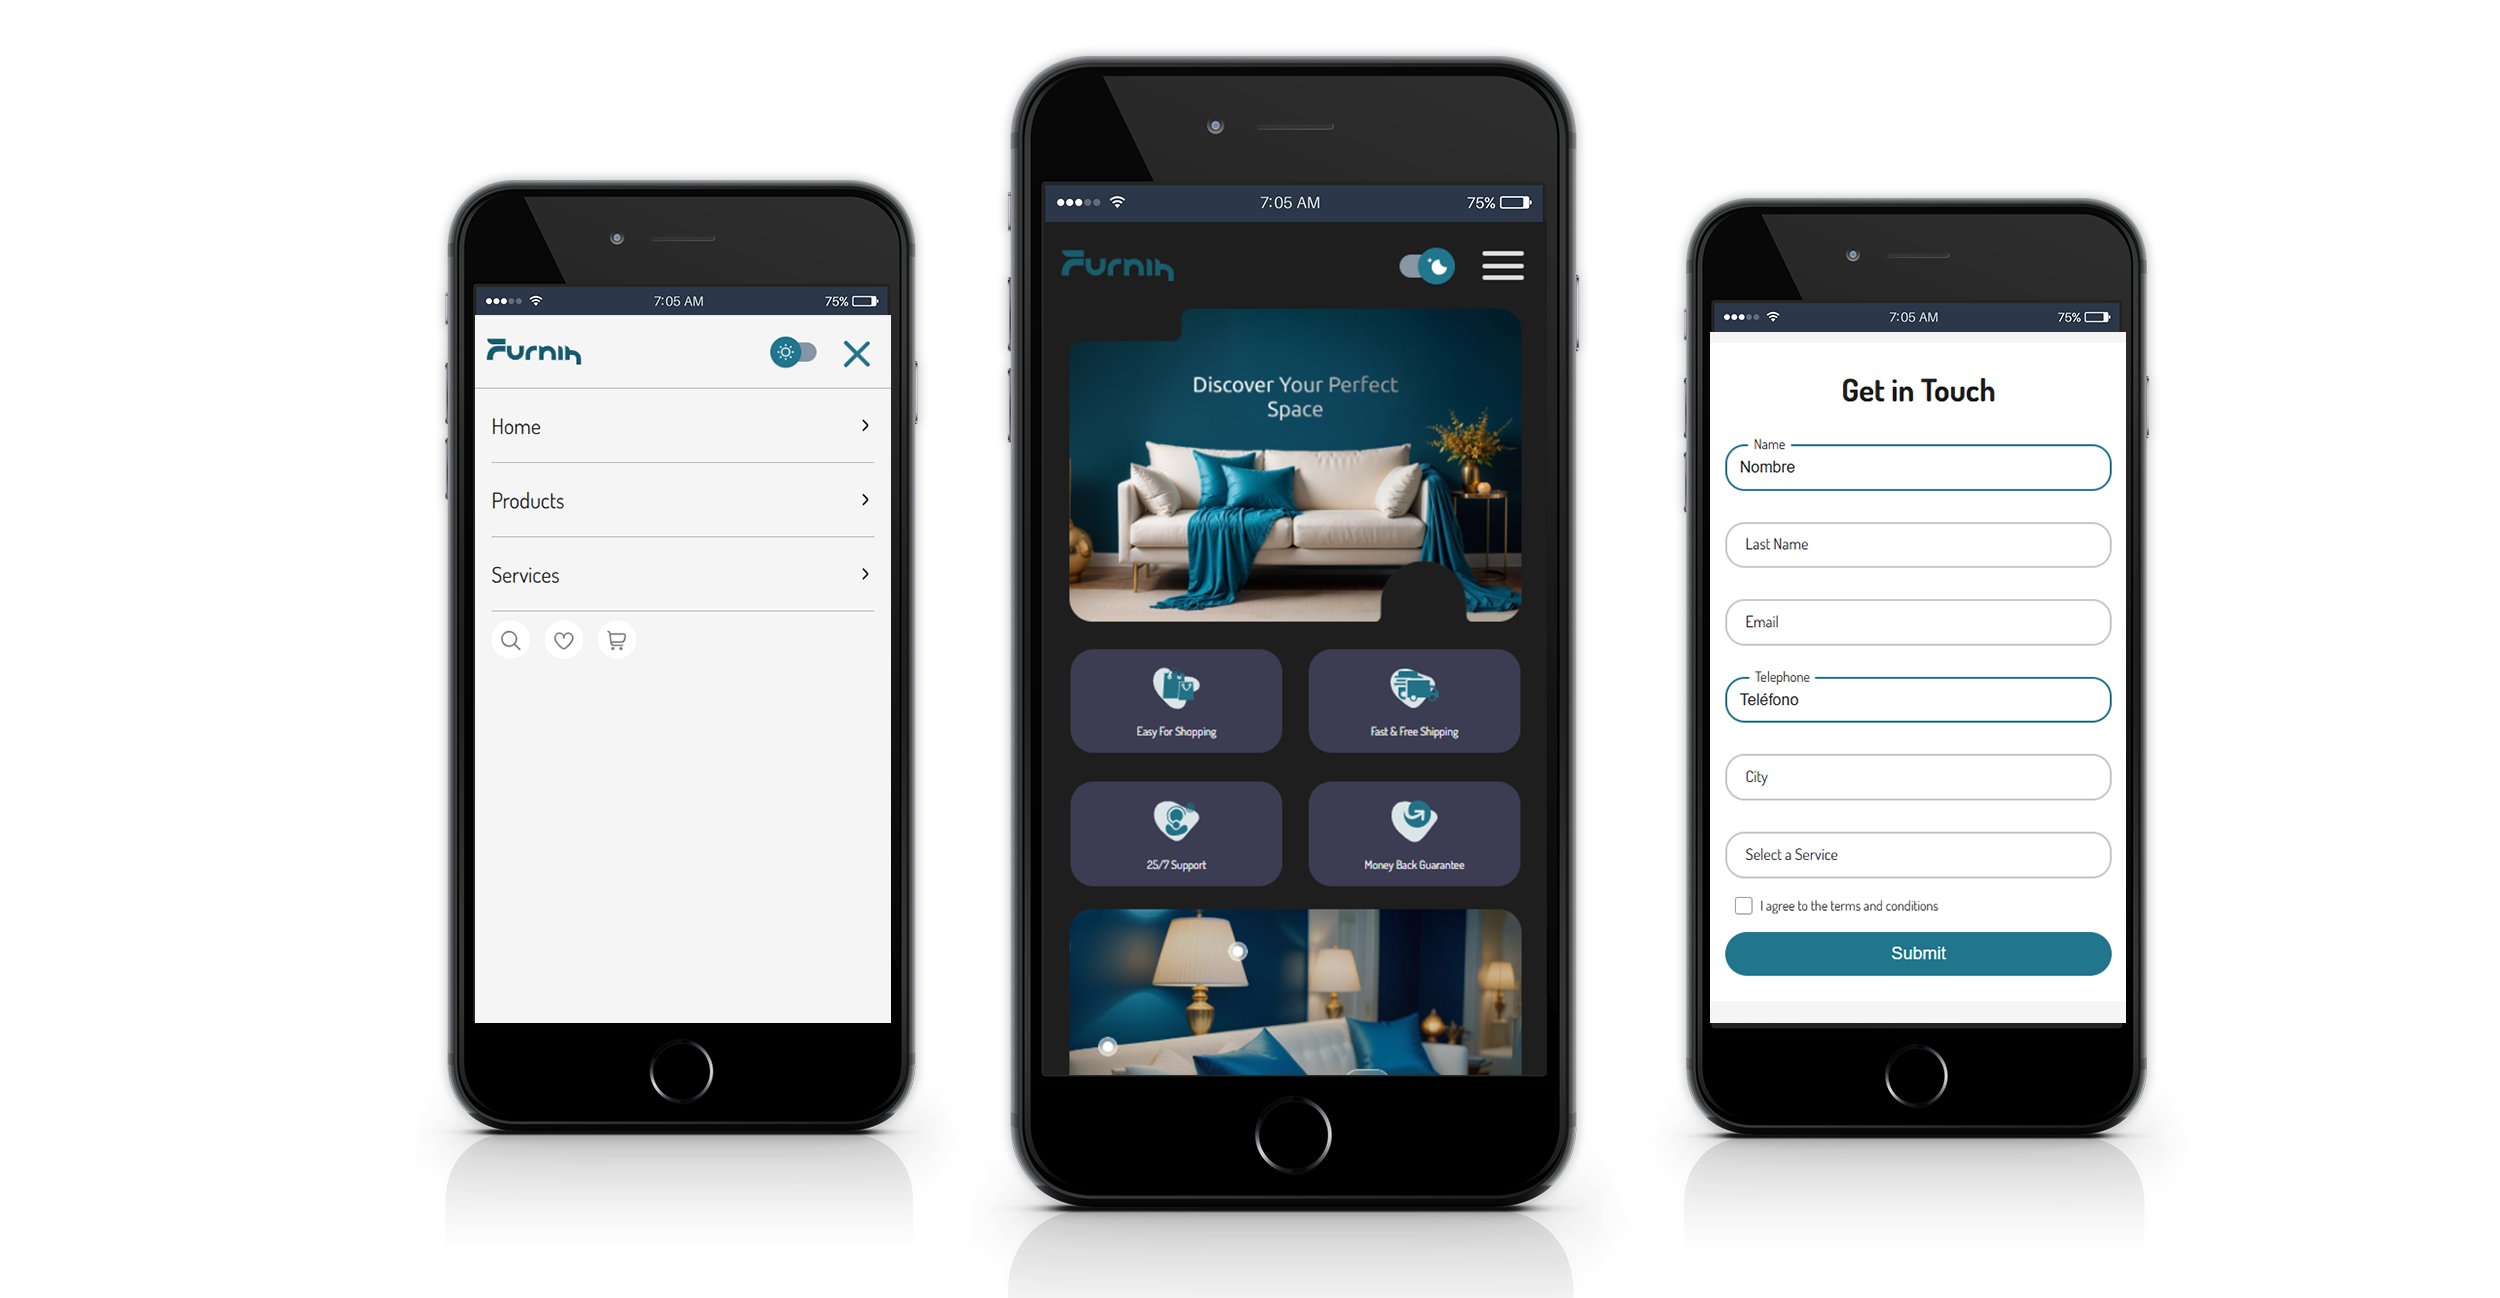 7:05 AM
75%
Furnih
Home
Products
Services
7:05 AM
75%
Furnih
Discover Your Perfect
Space
Easy For Shopping
Fast & Free Shipping
25/7 Support
Money Back Guarantee
7:05 AM
75%
Get in Touch
Name
Nombre
Last Name
Email
Telephone
Teléfono
City
Select a Service
I agree to the terms and conditions
Submit